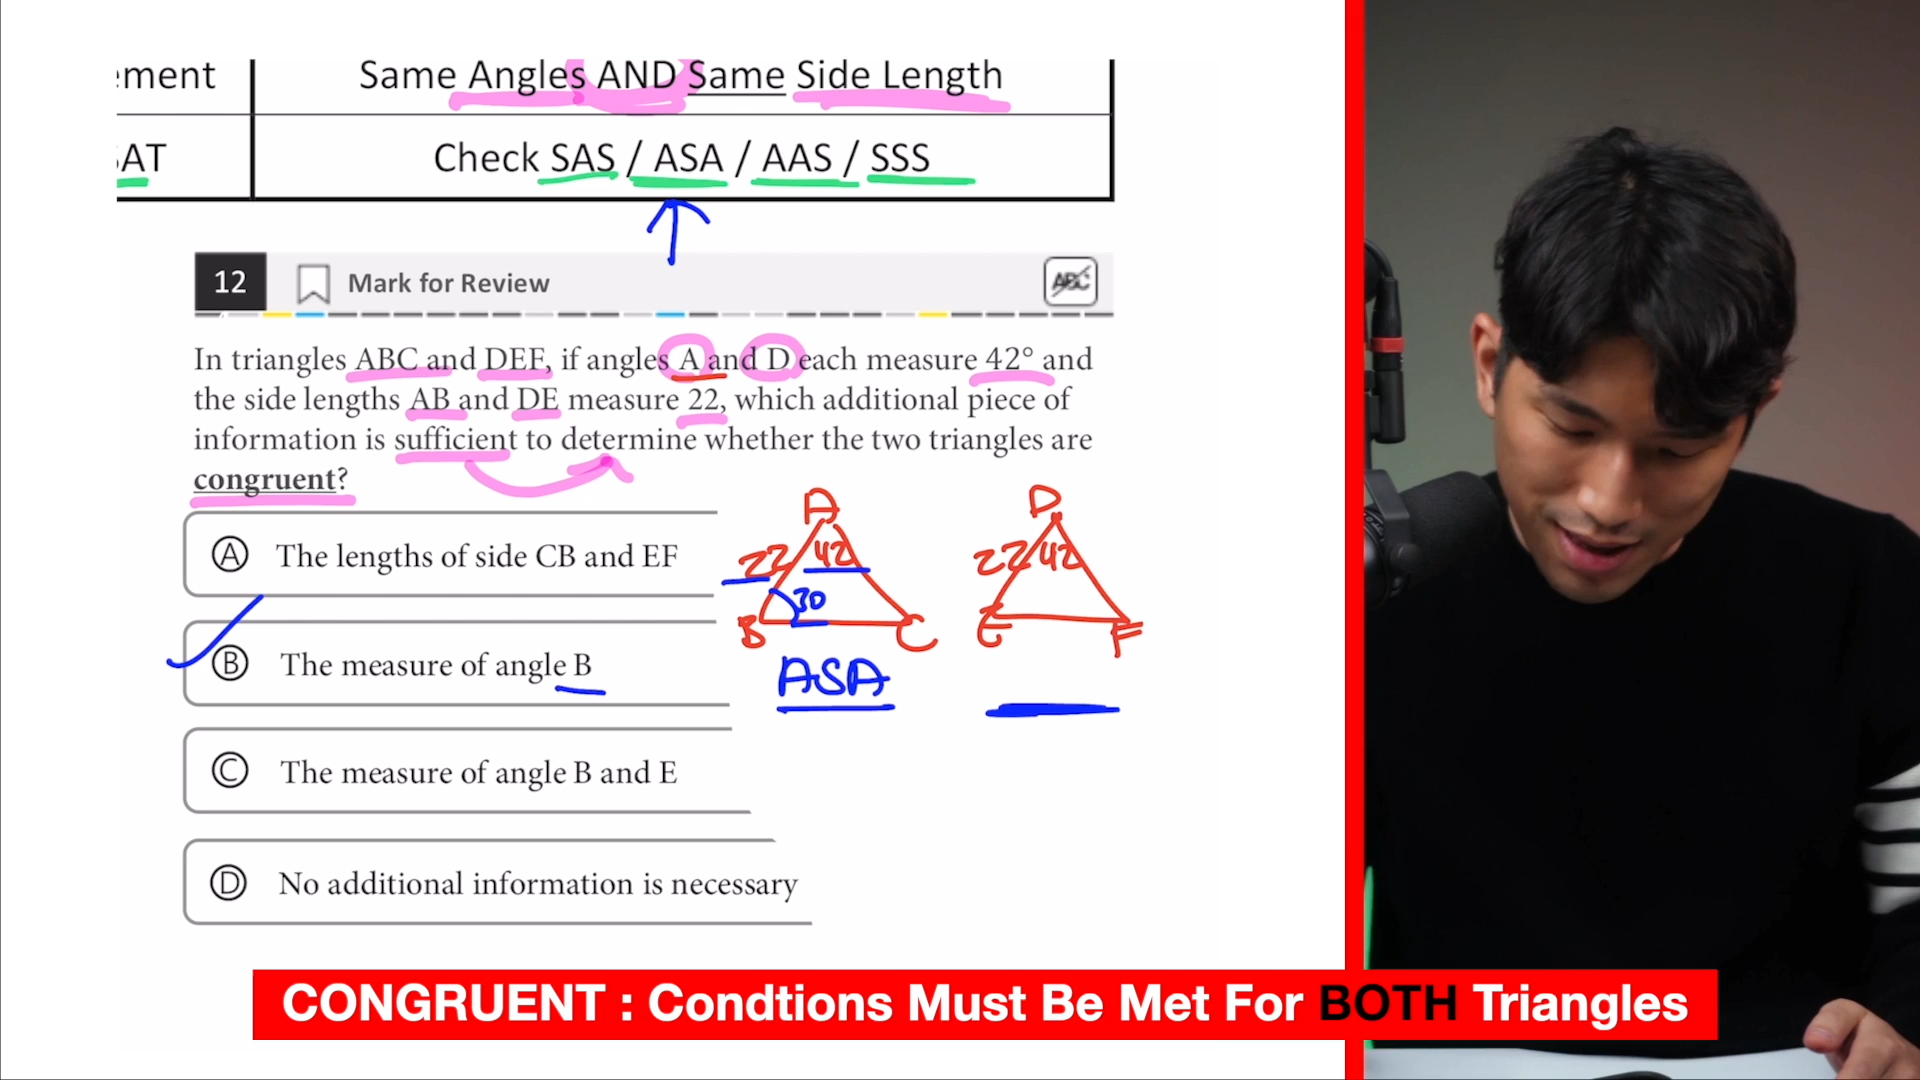 ement
Same Angles AND Same Side Length
SAT
Check SAS / ASA / AAS / SSS
12
Mark for Review
ABC
In triangles ABC and DEF, if angles A and D each measure 42° and
the side lengths AB and DE measure 22, which additional piece of
information is sufficient to determine whether the two triangles are
congruent?
A The lengths of side CB and EF
B The measure of angle B
C The measure of angle B and E
D No additional information is necessary
A
22 42
30
B C
ASA
D
22 42
E F
CONGRUENT : Condtions Must Be Met For BOTH Triangles